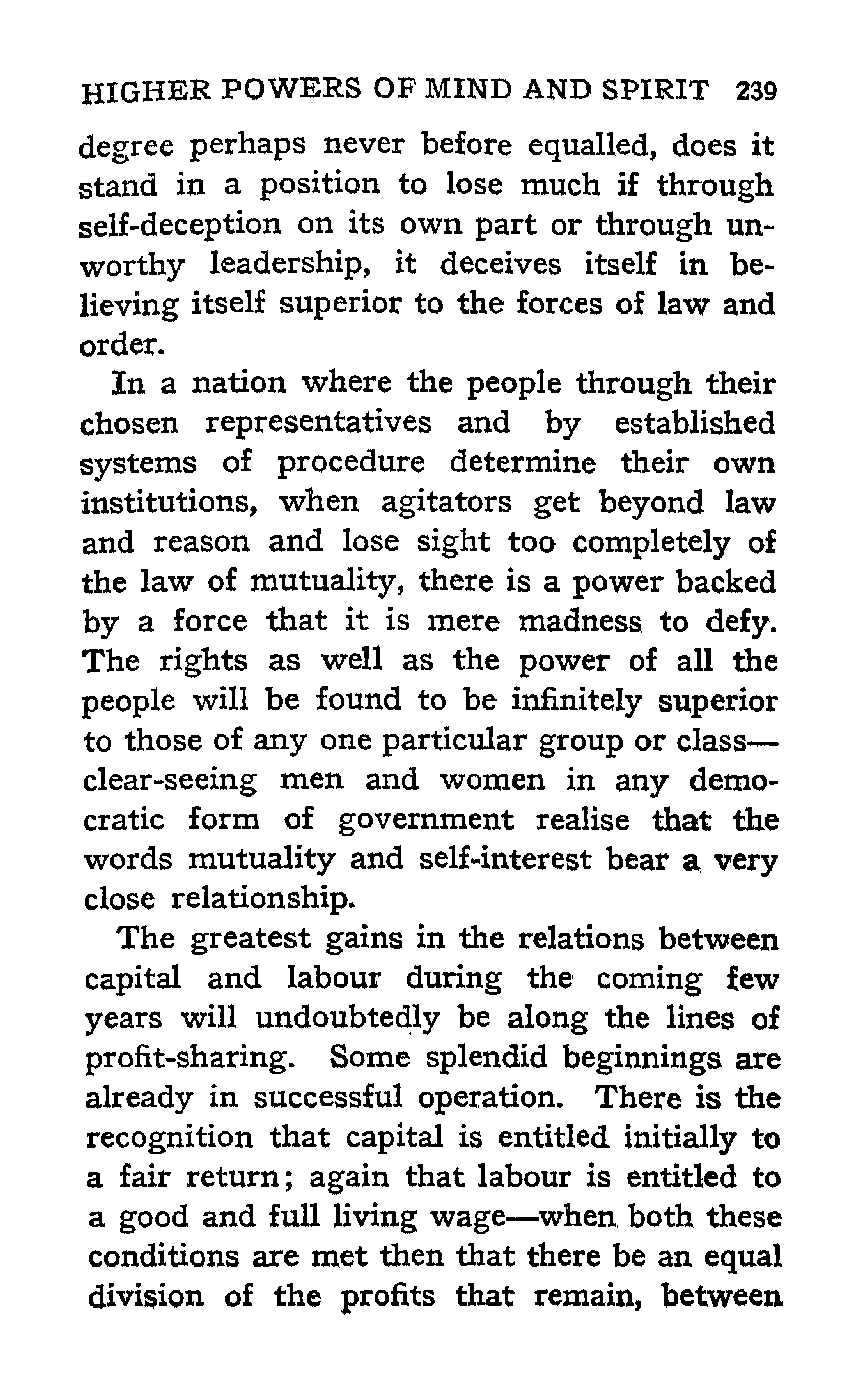 HIGHER POWERS OF MIND AND SPIRIT 239
degree perhaps never before equalled, does it
stand in a position to lose much if through
self-deception on its own part or through un-
worthy leadership, it deceives itself in be-
lieving itself superior to the forces of law and
order.
In a nation where the people through their
chosen representatives and by established
systems of procedure determine their own
institutions, when agitators get beyond law
and reason and lose sight too completely of
the law of mutuality, there is a power backed
by a force that it is mere madness to defy.
The rights as well as the power of all the
people will be found to be infinitely superior
to those of any one particular group or class—
clear-seeing men and women in any demo-
cratic form of government realise that the
words mutuality and self-interest bear a very
close relationship.
The greatest gains in the relations between
capital and labour during the coming few
years will undoubtedly be along the lines of
profit-sharing. Some splendid beginnings are
already in successful operation. There is the
recognition that capital is entitled initially to
a fair return; again that labour is entitled to
a good and full living wage—when both these
conditions are met then that there be an equal
division of the profits that remain, between